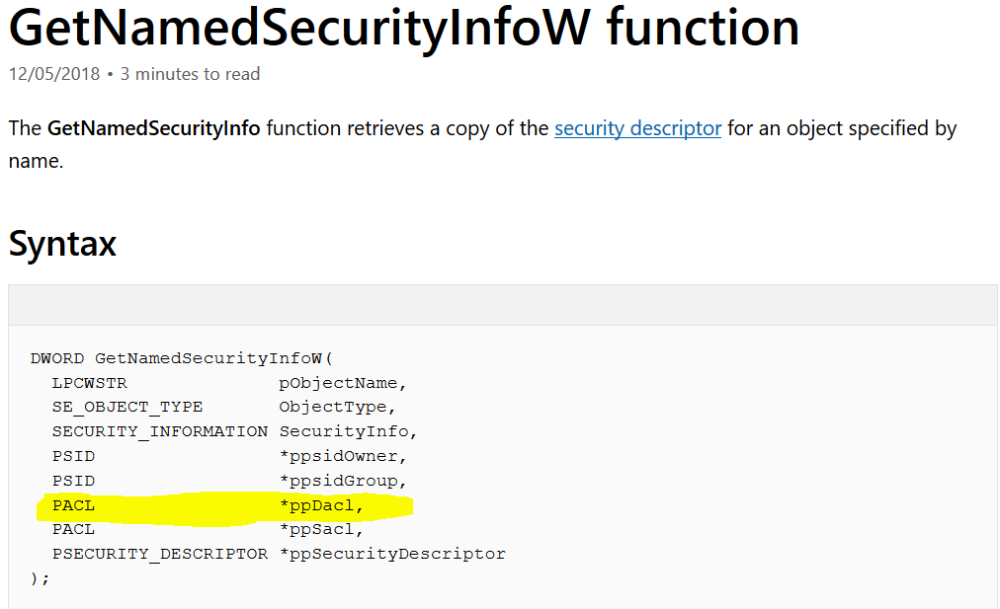 GetNamedSecurityInfoW function
12/05/2018 • 3 minutes to read
The GetNamedSecurityInfo function retrieves a copy of the security descriptor for an object specified by
name.
Syntax
DWORD GetNamedSecurityInfoW(
  LPCWSTR              pObjectName,
  SE_OBJECT_TYPE       ObjectType,
  SECURITY_INFORMATION SecurityInfo,
  PSID                 *ppsidOwner,
  PSID                 *ppsidGroup,
  PACL                 *ppDacl,
  PACL                 *ppSacl,
  PSECURITY_DESCRIPTOR *ppSecurityDescriptor
);